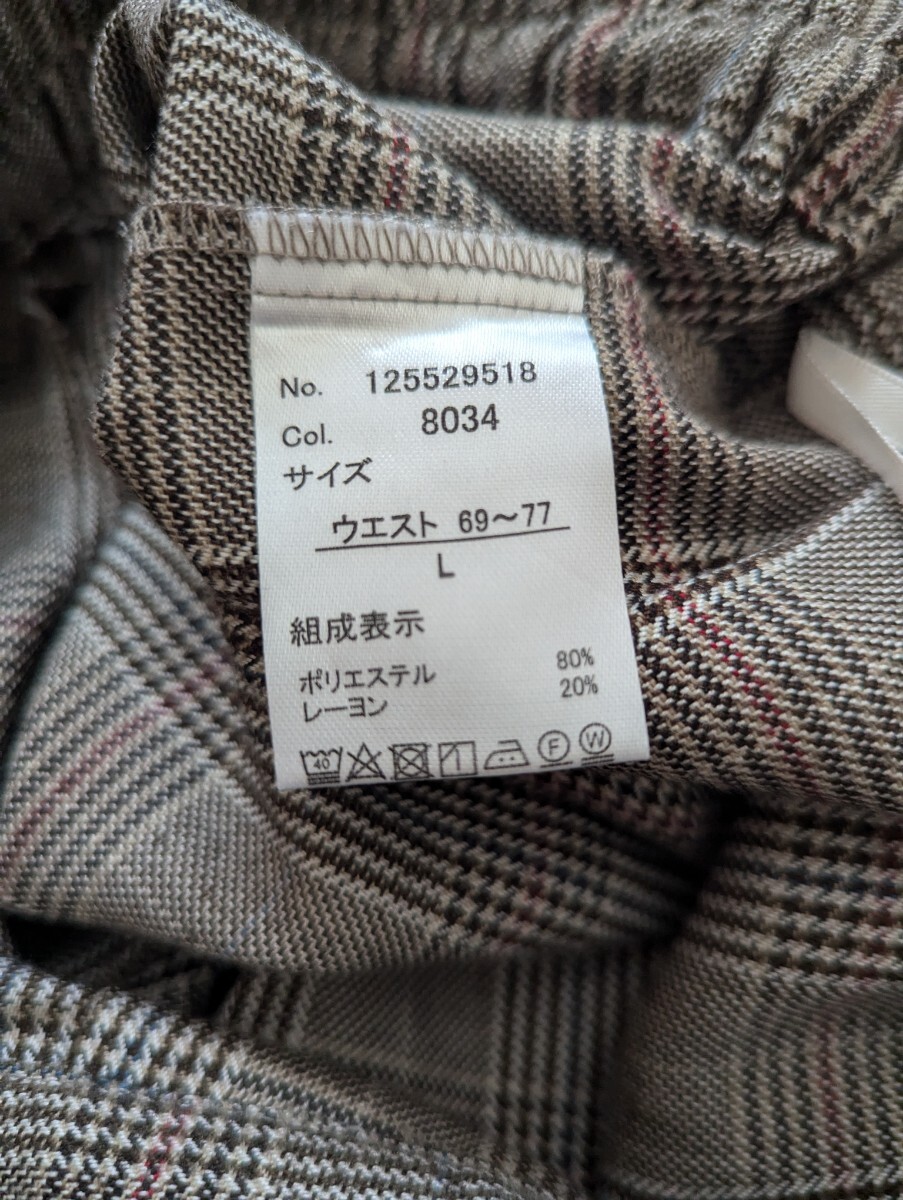 No. 125529518
Col. 8034
サイズ
ウエスト 69～77
L
組成表示
ポリエステル 80%
レーヨン 20%
40 F W